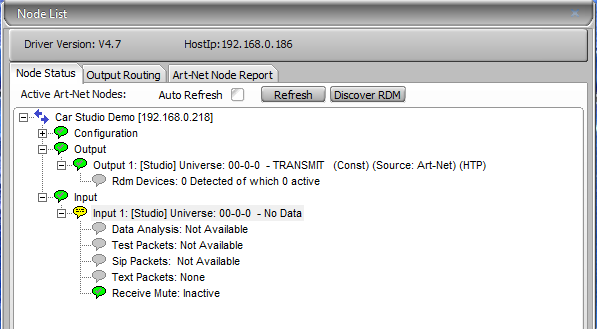 Node List
Driver Version: V4.7 HostIp:192.168.0.186
Node Status Output Routing Art-Net Node Report
Active Art-Net Nodes: Auto Refresh Refresh Discover RDM
Car Studio Demo [192.168.0.218]
Configuration
Output
Output 1: [Studio] Universe: 00-0-0 - TRANSMIT (Const) (Source: Art-Net) (HTP)
Rdm Devices: 0 Detected of which 0 active
Input
Input 1: [Studio] Universe: 00-0-0 - No Data
Data Analysis: Not Available
Test Packets: Not Available
Sip Packets: Not Available
Text Packets: None
Receive Mute: Inactive